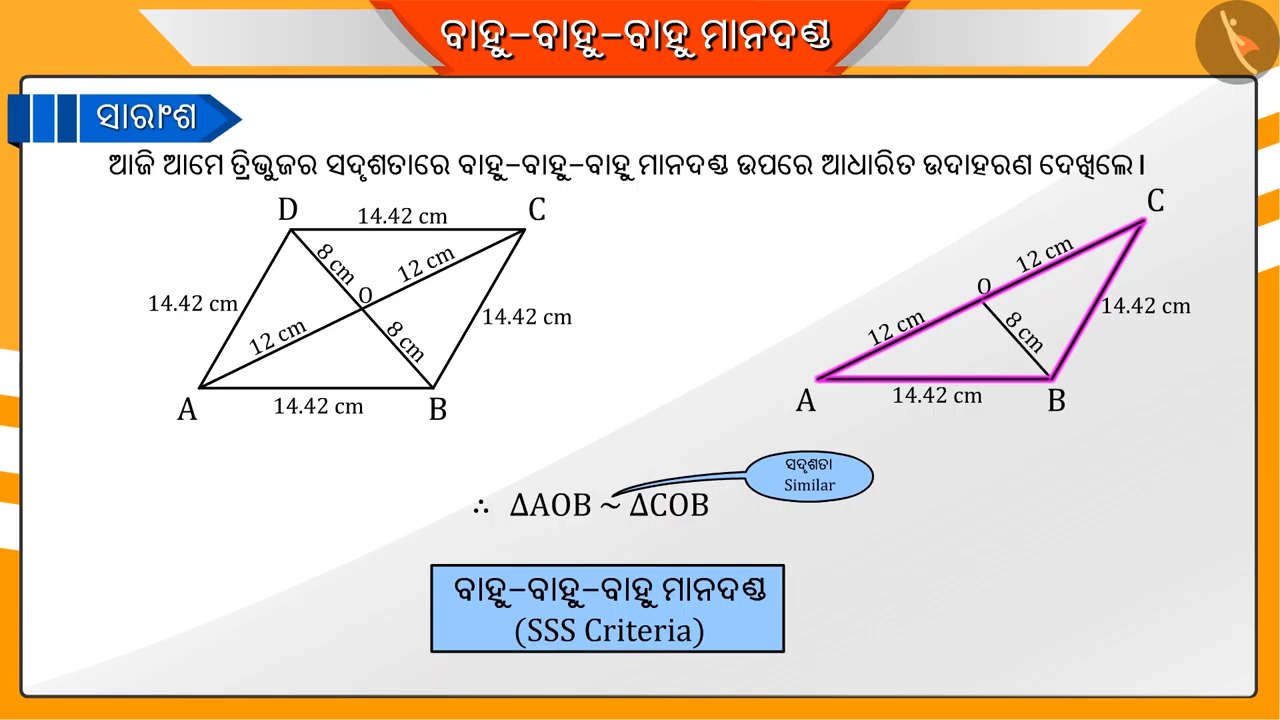 ବାହୁ–ବାହୁ–ବାହୁ ମାନଦଣ୍ଡ
ସାରାଂଶ
ଆଜି ଆମେ ତ୍ରିଭୁଜର ସଦୃଶତାରେ ବାହୁ–ବାହୁ–ବାହୁ ମାନଦଣ୍ଡ ଉପରେ ଆଧାରିତ ଉଦାହରଣ ଦେଖିଲେ।
D
14.42 cm
C
8 cm
12 cm
O
14.42 cm
14.42 cm
12 cm
8 cm
A
14.42 cm
B
C
12 cm
O
14.42 cm
12 cm
8 cm
A
14.42 cm
B
ସଦୃଶତା
Similar
∴ ΔAOB ~ ΔCOB
ବାହୁ–ବାହୁ–ବାହୁ ମାନଦଣ୍ଡ
(SSS Criteria)